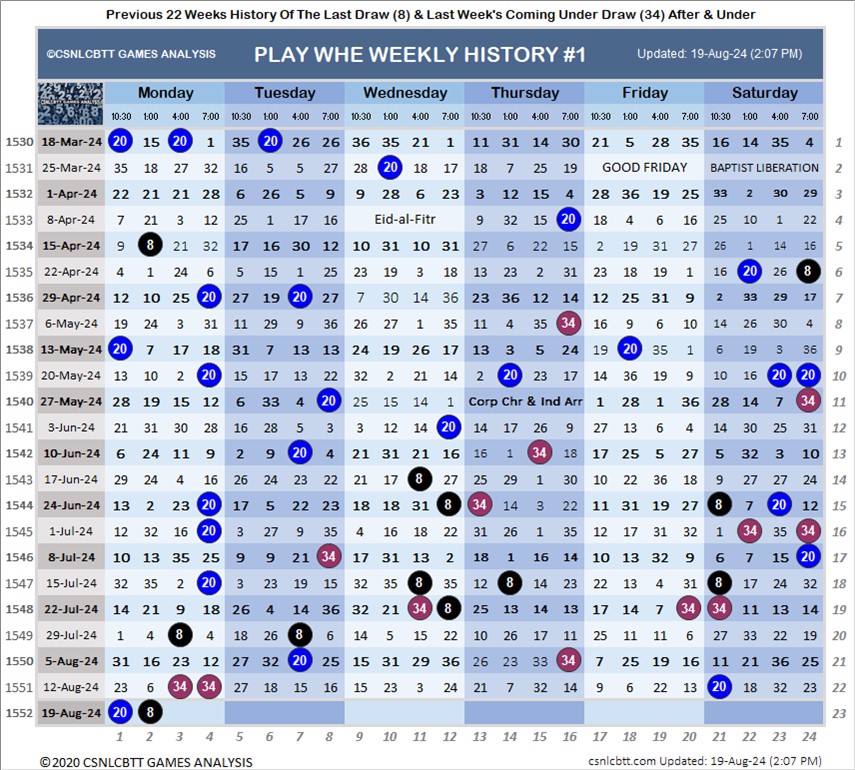 Previous 22 Weeks History Of The Last Draw (8) & Last Week's Coming Under Draw (34) After & Under
©CSNLCBTT GAMES ANALYSIS PLAY WHE WEEKLY HISTORY #1 Updated: 19-Aug-24 (2:07 PM)
Monday Tuesday Wednesday Thursday Friday Saturday
10:30 1:00 4:00 7:00 10:30 1:00 4:00 7:00 10:30 1:00 4:00 7:00 10:30 1:00 4:00 7:00 10:30 1:00 4:00 7:00 10:30 1:00 4:00 7:00
1530 18-Mar-24 20 15 20 1 35 20 26 26 36 35 21 1 11 31 14 30 21 5 28 35 16 14 35 4 1
1531 25-Mar-24 35 18 27 32 16 5 5 27 28 20 18 17 18 7 25 19 GOOD FRIDAY BAPTIST LIBERATION 2
1532 1-Apr-24 22 21 21 28 6 26 5 9 9 28 6 23 3 12 15 4 28 36 19 25 33 2 30 29 3
1533 8-Apr-24 7 21 3 12 25 1 17 16 Eid-al-Fitr 9 32 15 20 18 4 6 16 25 10 1 22 4
1534 15-Apr-24 9 8 21 32 17 16 30 12 10 31 10 31 27 6 22 15 2 19 31 27 26 1 14 16 5
1535 22-Apr-24 4 1 24 6 5 15 1 25 23 19 3 18 13 23 2 31 23 18 19 1 16 20 26 8 6
1536 29-Apr-24 12 10 25 20 27 19 20 27 7 30 14 36 23 36 12 14 12 25 31 9 2 33 29 17 7
1537 6-May-24 19 24 3 31 11 29 9 36 26 27 1 35 11 4 35 34 16 9 6 10 14 26 30 4 8
1538 13-May-24 20 7 17 18 31 7 13 13 24 19 26 17 13 3 5 24 19 20 35 1 6 19 3 36 9
1539 20-May-24 13 10 2 20 15 17 13 22 32 2 21 14 2 20 23 17 14 36 19 9 10 16 20 20 10
1540 27-May-24 28 19 15 12 6 33 4 20 25 15 14 1 Corp Chr & Ind Arr 1 28 1 36 28 14 7 34 11
1541 3-Jun-24 21 31 30 28 16 28 5 3 3 12 14 20 14 17 26 9 27 13 6 4 14 30 25 31 12
1542 10-Jun-24 6 24 11 9 2 9 20 4 21 31 21 16 16 1 34 18 17 25 5 27 5 32 3 10 13
1543 17-Jun-24 29 24 4 16 26 24 23 22 31 17 8 27 25 29 1 30 10 22 36 18 9 27 27 24 14
1544 24-Jun-24 13 2 23 20 17 5 22 23 18 18 31 8 34 14 3 22 11 31 19 27 8 7 20 12 15
1545 1-Jul-24 12 32 16 20 3 27 9 35 4 16 18 22 31 26 1 35 12 17 31 32 1 34 35 34 16
1546 8-Jul-24 10 13 35 25 9 9 21 34 17 31 13 2 18 1 16 14 10 13 32 9 6 7 15 20 17
1547 15-Jul-24 32 35 2 20 3 23 19 15 32 35 8 35 12 8 14 23 22 13 4 31 8 17 24 32 18
1548 22-Jul-24 14 21 9 18 26 4 14 36 32 21 34 8 25 13 14 13 17 14 7 34 34 11 13 14 19
1549 29-Jul-24 1 4 8 4 18 26 8 6 14 5 15 22 10 26 17 11 25 11 11 6 27 33 22 19 20
1550 5-Aug-24 31 16 23 12 27 32 20 25 15 31 29 36 26 23 33 34 7 25 19 16 11 21 36 25 21
1551 12-Aug-24 23 6 34 34 27 18 15 16 15 23 3 24 21 7 32 14 9 6 22 13 20 18 32 23 22
1552 19-Aug-24 20 8 23
1 2 3 4 5 6 7 8 9 10 11 12 13 14 15 16 17 18 19 20 21 22 23 24
©2020 CSNLCBTT GAMES ANALYSIS csnlcbtt.com Updated: 19-Aug-24 (2:07 PM)